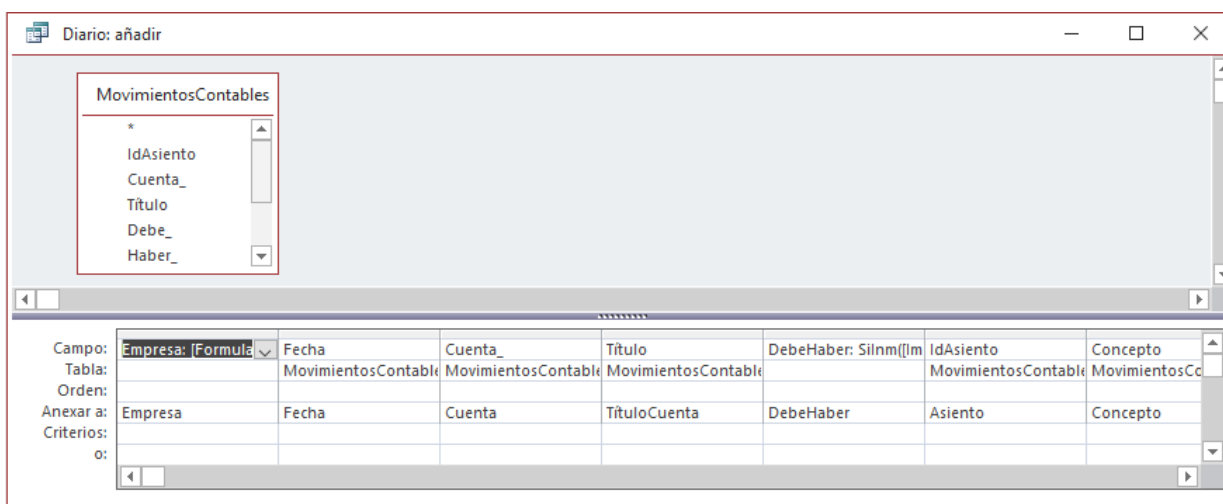 Diario: añadir
MovimientosContables
*
IdAsiento
Cuenta_
Título
Debe_
Haber_
Campo: Empresa: [Formula Fecha Cuenta_ Título DebeHaber: SiInm([Im IdAsiento Concepto
Tabla: MovimientosContable MovimientosContable MovimientosContable MovimientosContable MovimientosCo
Orden:
Anexar a: Empresa Fecha Cuenta TítuloCuenta DebeHaber Asiento Concepto
Criterios:
o: